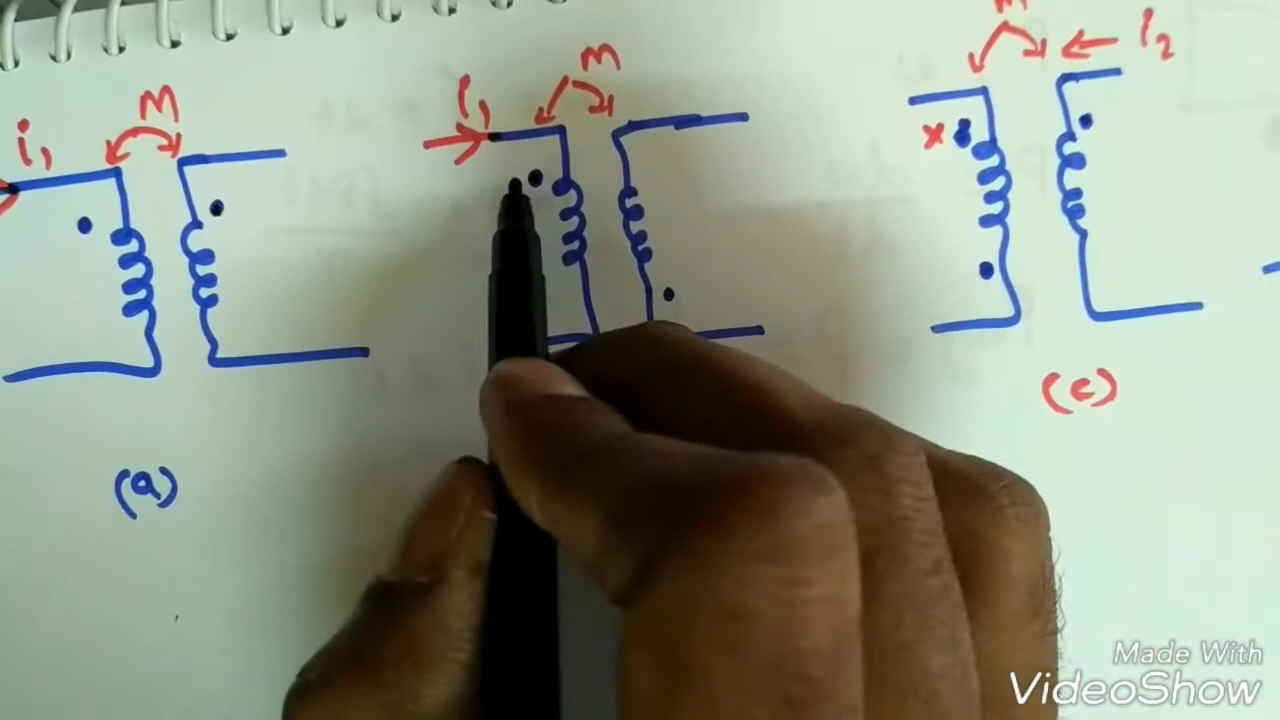 i₁ M
i₁ M
i₂
x
(a)
(c)
Made With
VideoShow